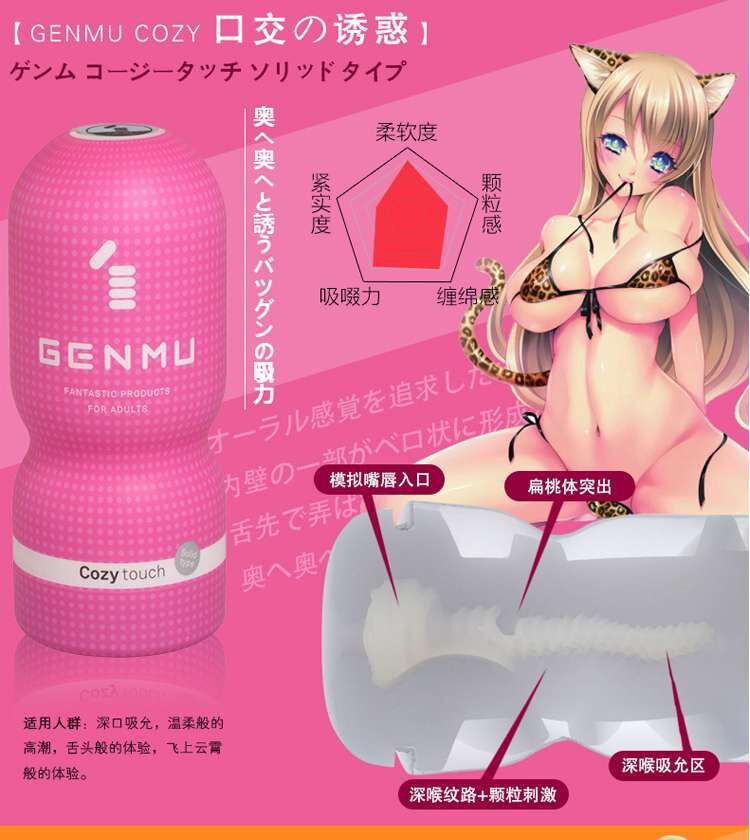 【GENMU COZY 口交の诱惑】
ゲンム コージータッチ ソリッド タイプ
奥へ奥へと誘うバツグンの吸力
柔软度
紧实度
颗粒感
吸啜力
缠绵感
GENMU
FANTASTIC PRODUCTS
FOR ADULTS
オーラル感覚を追求した
内壁の一部がベロ状に形成
舌先で弄ば
奥へ奥へ
模拟嘴唇入口
扁桃体突出
Cozy touch
Solid type
Cozy touch
适用人群：深口吸允，温柔般的
高潮，舌头般的体验，飞上云霄
般的体验。
深喉吸允区
深喉纹路+颗粒刺激